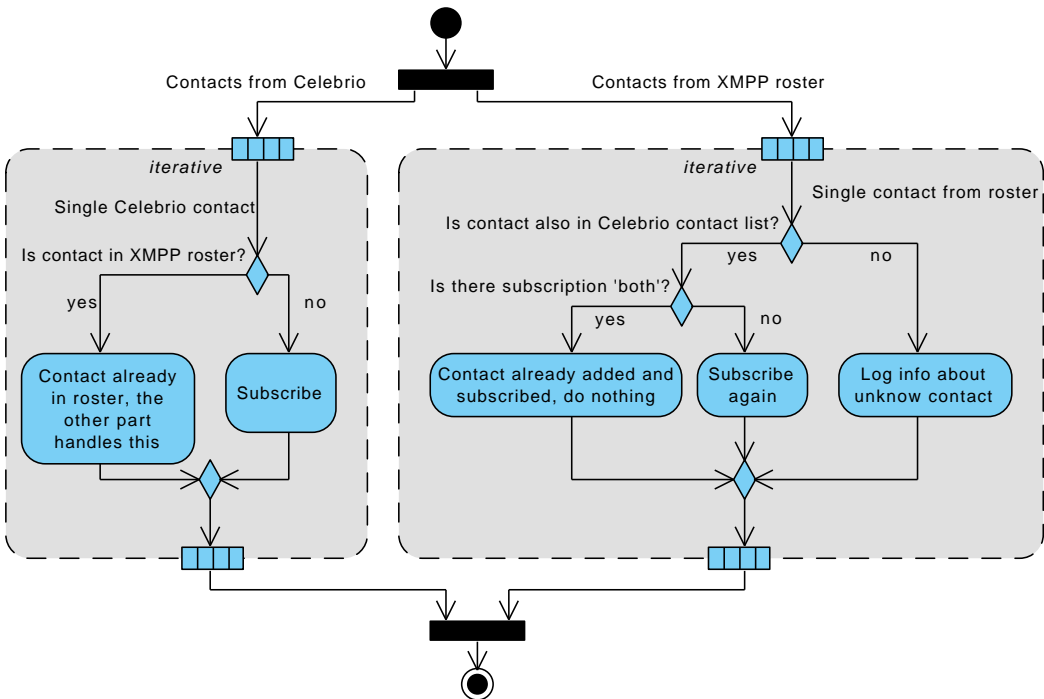 Contacts from Celebrio
Contacts from XMPP roster
iterative
Single Celebrio contact
Is contact in XMPP roster?
yes
no
Contact already
in roster, the
other part
handles this
Subscribe
iterative
Single contact from roster
Is contact also in Celebrio contact list?
yes
no
Is there subscription 'both'?
yes
no
Contact already added and
subscribed, do nothing
Subscribe
again
Log info about
unknow contact